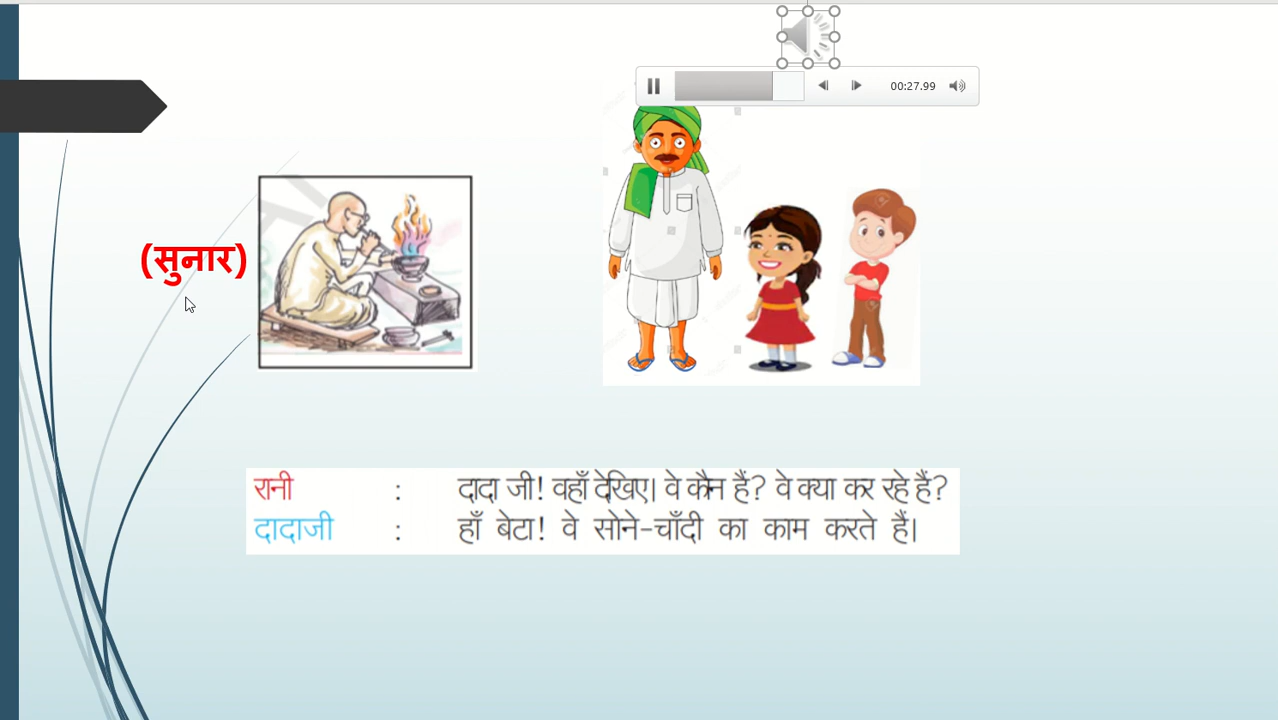 00:27.99
(सुनार)
रानी : दादा जी! वहाँ देखिए। वे कौन हैं? वे क्या कर रहे हैं?
दादाजी : हाँ बेटा! वे सोने-चाँदी का काम करते हैं।